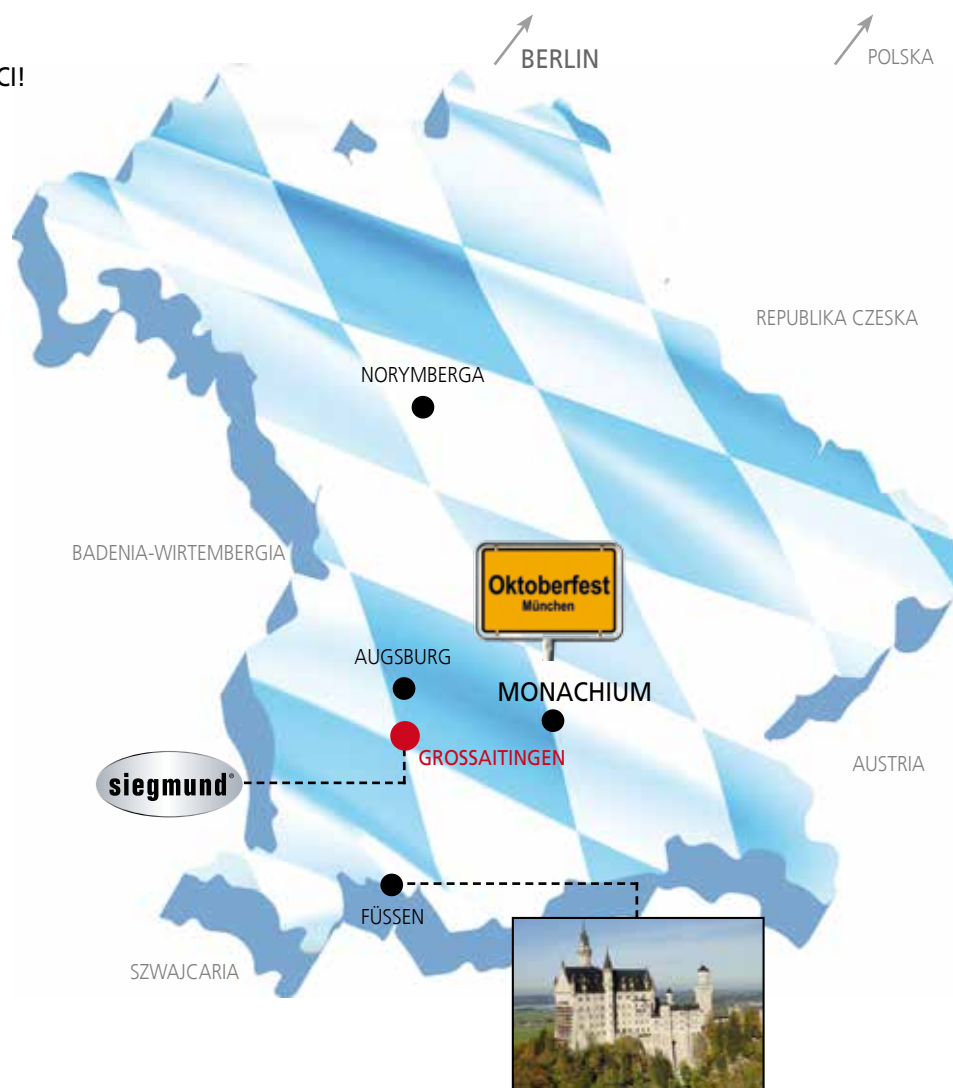 BERLIN
POLSKA
CI!
REPUBLIKA CZESKA
NORYMBERGA
BADENIA-WIRTEMBERGIA
Oktoberfest
München
AUGSBURG
MONACHIUM
GROSSAITINGEN
AUSTRIA
siegmund®
FÜSSEN
SZWAJCARIA